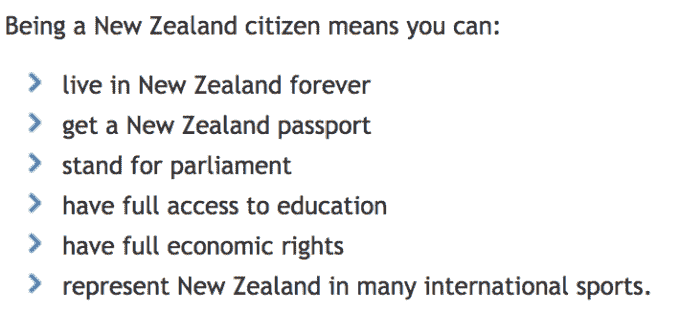 Being a New Zealand citizen means you can:
live in New Zealand forever
get a New Zealand passport
stand for parliament
have full access to education
have full economic rights
represent New Zealand in many international sports.